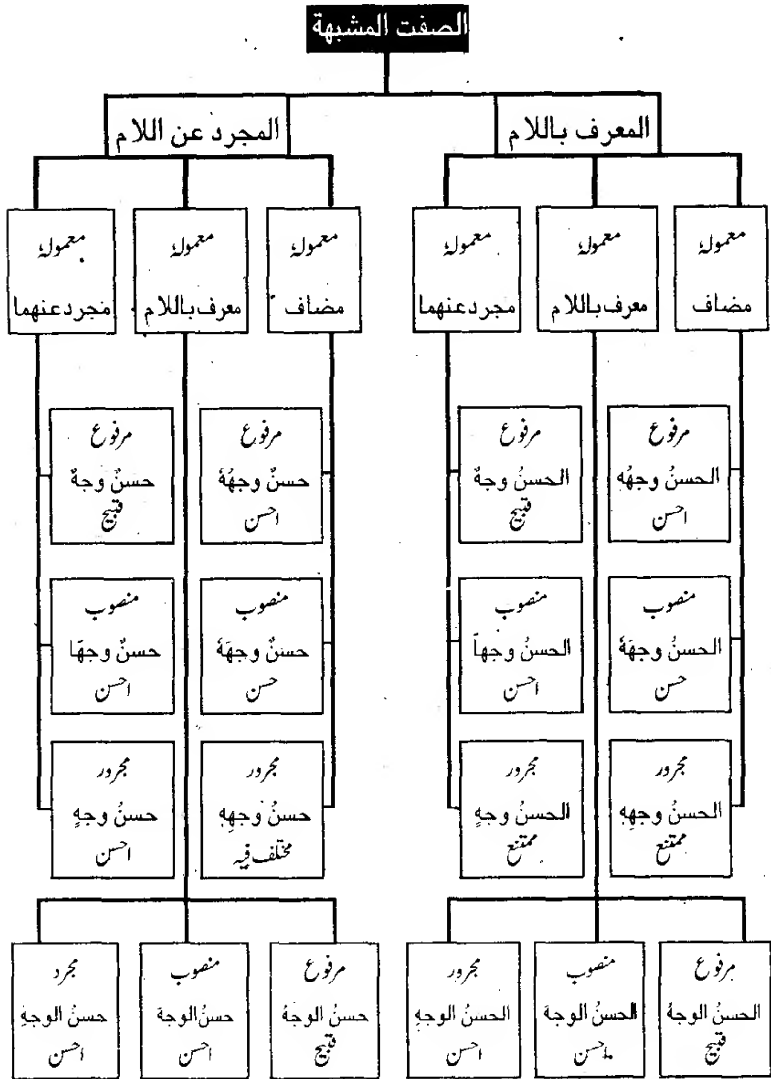 الصفت المشبهة
المعرف باللام
المجرد عن اللام
معمولہٰ
مضاف
معمولہٰ
معرف باللام
معمولہٰ
مجرد عنهما
معمولہٰ
مضاف
معمولہٰ
معرف باللام
معمولہٰ
مجرد عنهما
مرفوع
الحسنُ وجهُه
احسن
مرفوع
الحسنُ وجهٌ
قبیح
مرفوع
حسنٌ وجهُهٗ
احسن
مرفوع
حسنٌ وجهٌ
قبیح
منصوب
الحسنُ وجهَهٗ
حسن
منصوب
الحسنُ وجهاً
احسن
منصوب
حسنٌ وجهَهٗ
حسن
منصوب
حسنٌ وجهًا
احسن
مجرور
الحسنُ وجهِهٖ
ممتنع
مجرور
الحسنُ وجهٍ
ممتنع
مجرور
حسنُ وجهِهٖ
مختلف فیہ
مجرور
حسنُ وجهٍ
احسن
مرفوع
الحسنُ الوجهُ
قبیح
منصوب
الحسنُ الوجهَ
احسن
مجرور
الحسنُ الوجهِ
احسن
مرفوع
حسنُ الوجهُ
قبیح
منصوب
حسنُ الوجهَ
احسن
مجرد
حسنُ الوجهِ
احسن